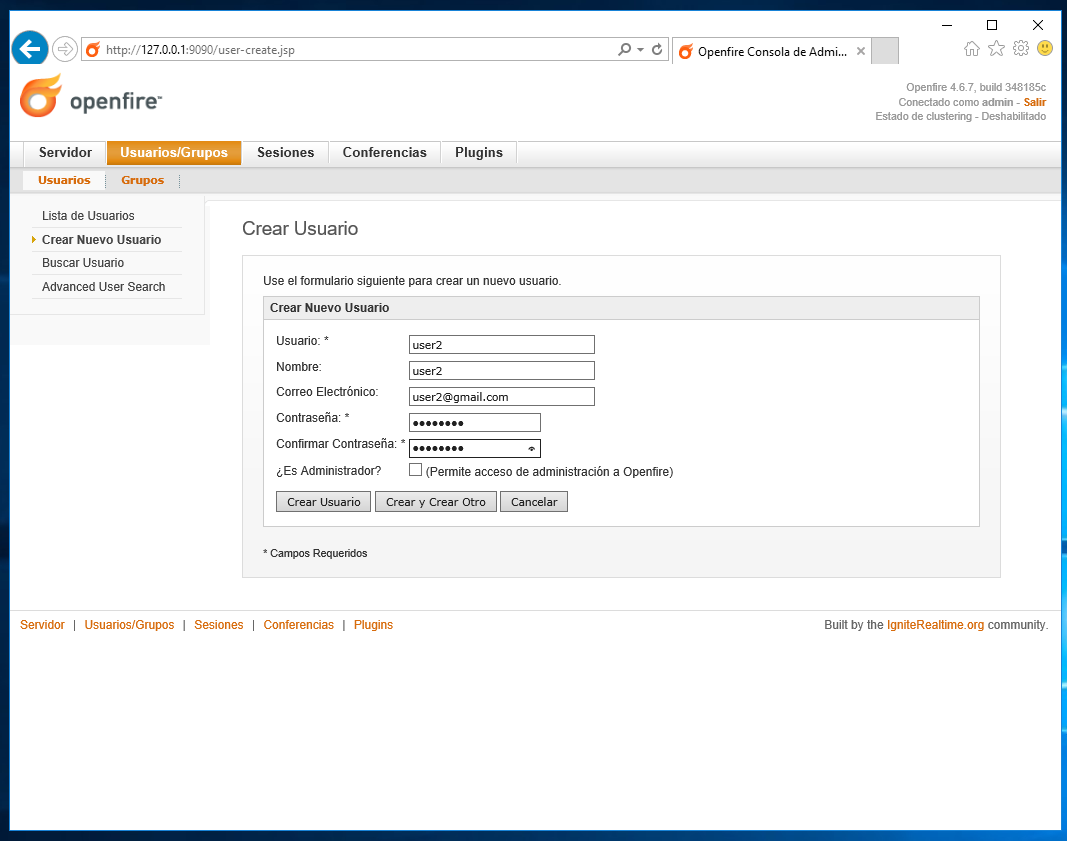 http://127.0.0.1:9090/user-create.jsp
Openfire Consola de Admi...
openfire™
Openfire 4.6.7, build 348185c
Conectado como admin - Salir
Estado de clustering - Deshabilitado
Servidor Usuarios/Grupos Sesiones Conferencias Plugins
Usuarios Grupos
Lista de Usuarios
Crear Nuevo Usuario
Buscar Usuario
Advanced User Search
Crear Usuario
Use el formulario siguiente para crear un nuevo usuario.
Crear Nuevo Usuario
Usuario: * user2
Nombre: user2
Correo Electrónico: user2@gmail.com
Contraseña: * ●●●●●●●●
Confirmar Contraseña: * ●●●●●●●●
¿Es Administrador? (Permite acceso de administración a Openfire)
Crear Usuario Crear y Crear Otro Cancelar
* Campos Requeridos
Servidor | Usuarios/Grupos | Sesiones | Conferencias | Plugins
Built by the IgniteRealtime.org community.